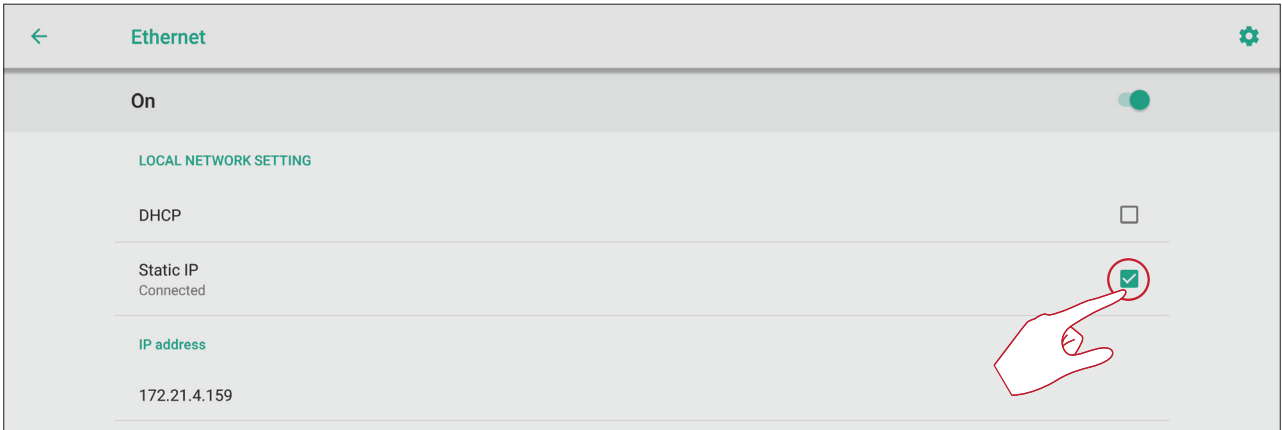 Ethernet
On
LOCAL NETWORK SETTING
DHCP
Static IP
Connected
IP address
172.21.4.159